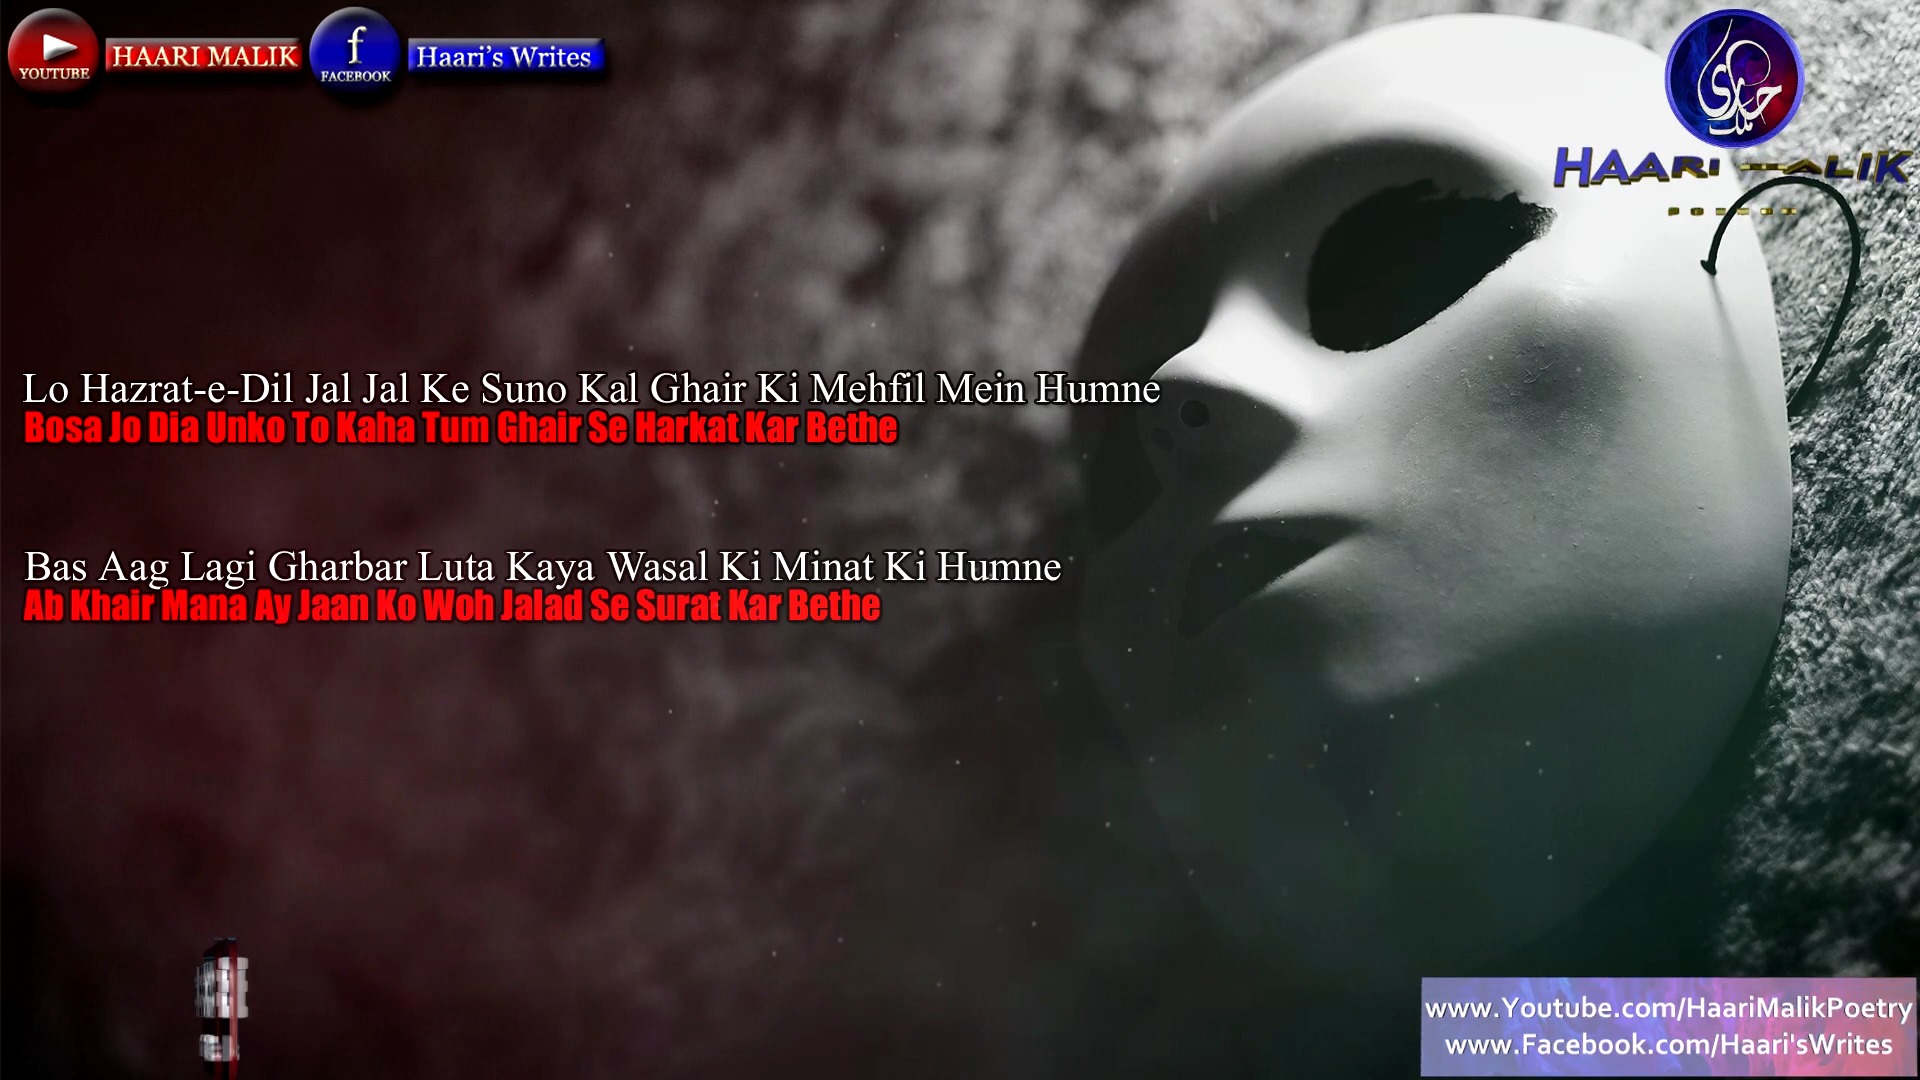 YOUTUBE
HAARI MALIK
f
FACEBOOK
Haari's Writes
ملک
HAARI MALIK
Lo Hazrat-e-Dil Jal Jal Ke Suno Kal Ghair Ki Mehfil Mein Humne
Bosa Jo Dia Unko To Kaha Tum Ghair Se Harkat Kar Bethe
Bas Aag Lagi Gharbar Luta Kaya Wasal Ki Minat Ki Humne
Ab Khair Mana Ay Jaan Ko Woh Jalad Se Surat Kar Bethe
www.Youtube.com/HaariMalikPoetry
www.Facebook.com/Haari'sWrites